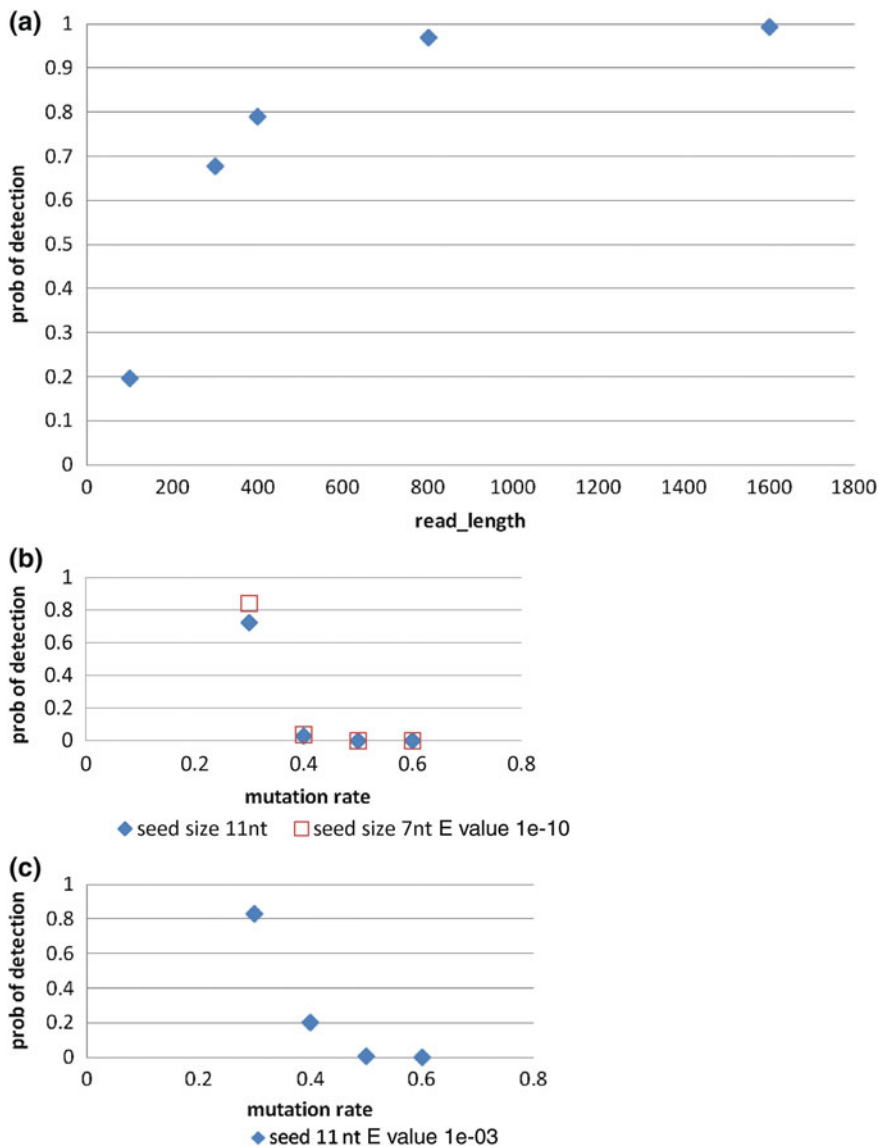 (a)
1
0.9
0.8
0.7
0.6
0.5
0.4
0.3
0.2
0.1
0
prob of detection
0 200 400 600 800 1000 1200 1400 1600 1800
read_length
(b)
1
0.8
0.6
0.4
0.2
0
prob of detection
0 0.2 0.4 0.6 0.8
mutation rate
seed size 11nt seed size 7nt E value 1e-10
(c)
1
0.8
0.6
0.4
0.2
0
prob of detection
0 0.2 0.4 0.6 0.8
mutation rate
seed 11 nt E value 1e-03